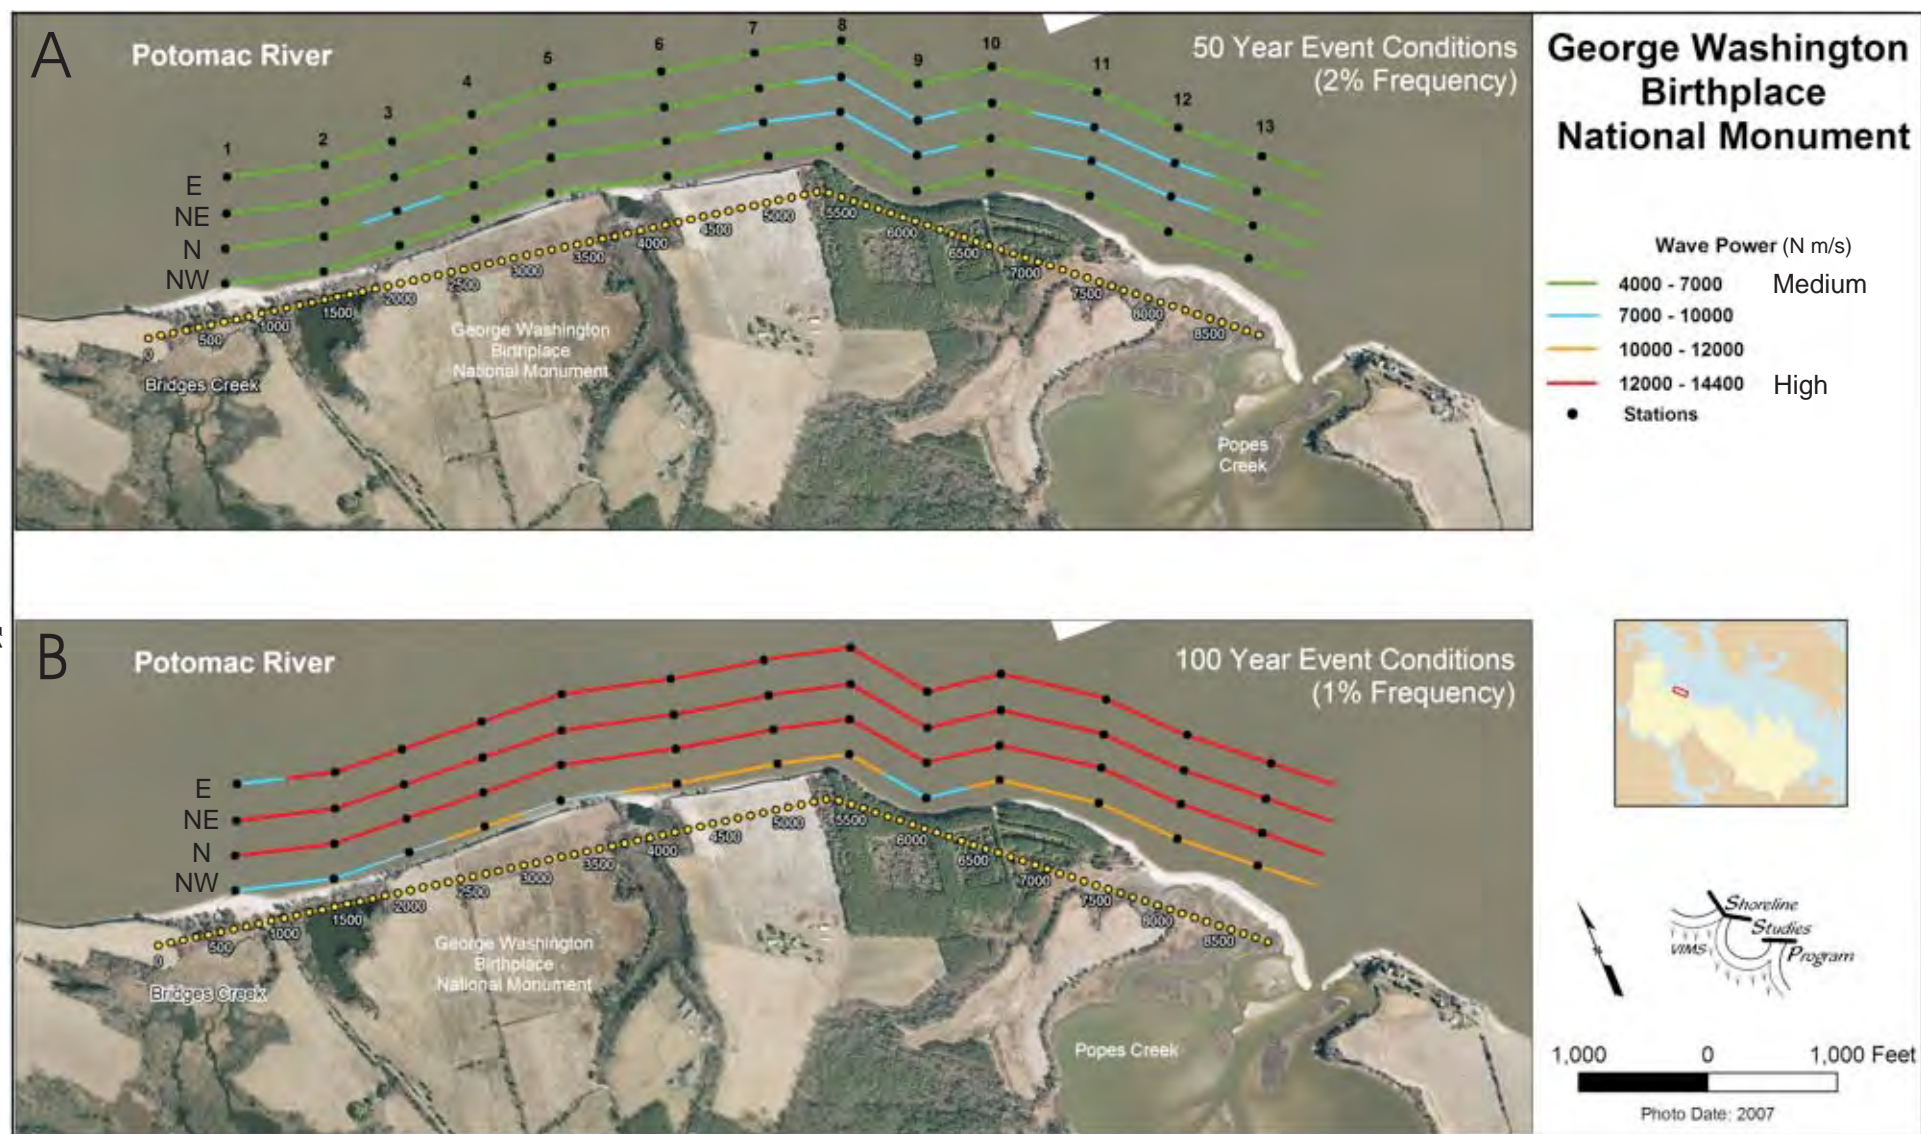 A
Potomac River
50 Year Event Conditions
(2% Frequency)
1
2
3
4
5
6
7
8
9
10
11
12
13
E
NE
N
NW
0
500
1000
1500
2000
2500
3000
3500
4000
4500
5000
5500
6000
6500
7000
7500
8000
8500
Bridges Creek
George Washington
Birthplace
National Monument
Popes
Creek
George Washington
Birthplace
National Monument
Wave Power (N m/s)
4000 - 7000 Medium
7000 - 10000
10000 - 12000
12000 - 14400 High
Stations
B
Potomac River
100 Year Event Conditions
(1% Frequency)
E
NE
N
NW
0
500
1000
1500
2000
2500
3000
3500
4000
4500
5000
5500
6000
6500
7000
7500
8000
8500
Bridges Creek
George Washington
Birthplace
National Monument
Popes Creek
Shoreline
Studies
Program
VIMS
1,000 0 1,000 Feet
Photo Date: 2007